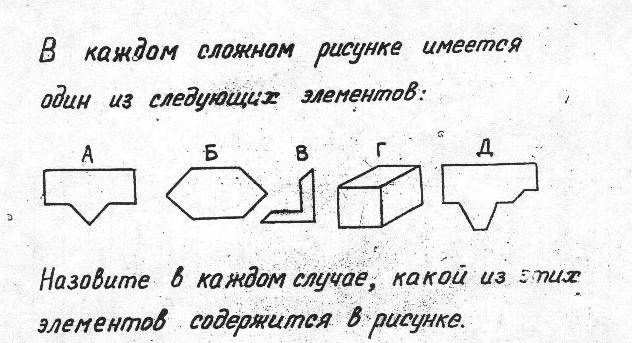 В каждом сложном рисунке имеется
один из следующих элементов:
А Б В Г Д
Назовите в каждом случае, какой из этих
элементов содержится в рисунке.